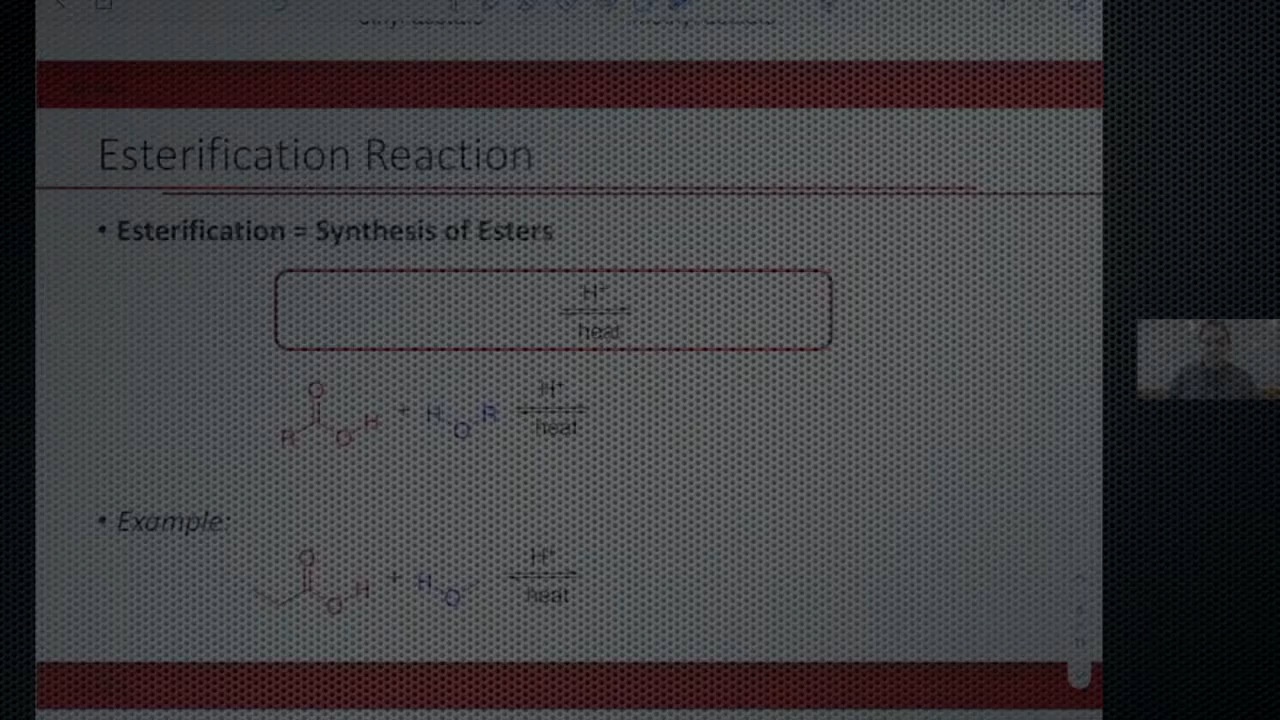 Esterification Reaction
• Esterification = Synthesis of Esters
H⁺
heat
O
R O H + H O R
H⁺
heat
• Example:
O
O H + H O
H⁺
heat